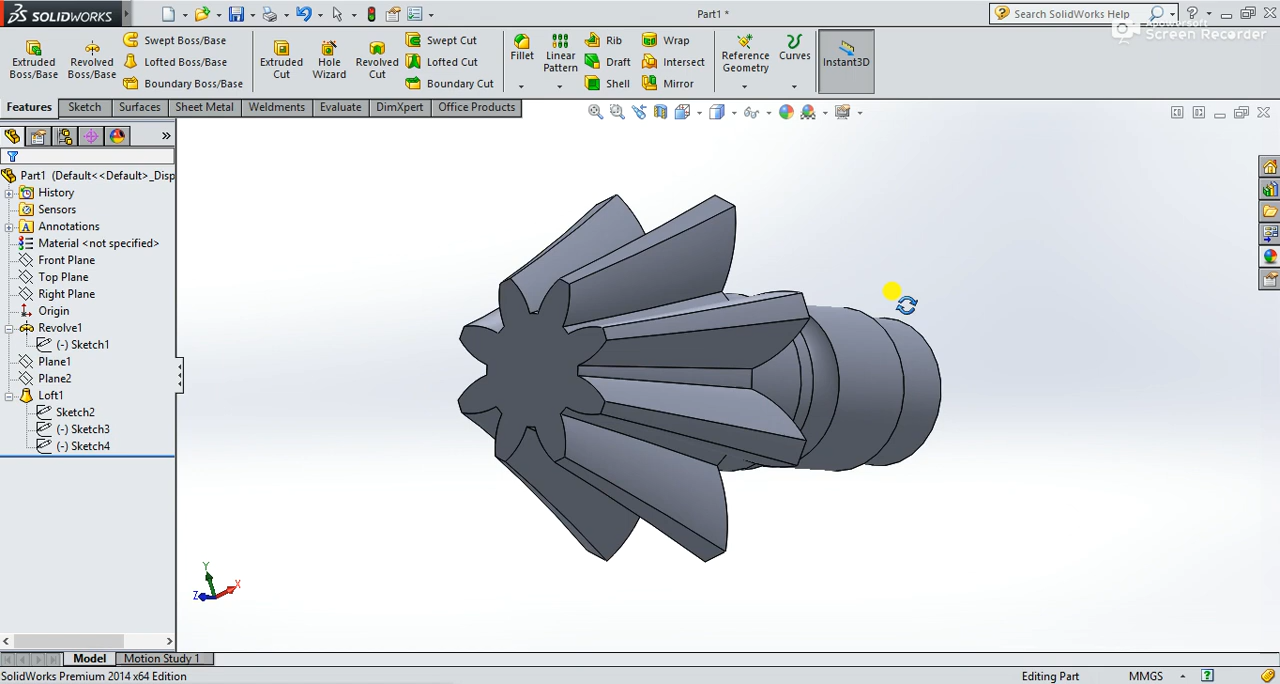 SOLIDWORKS
Part1 *
Search SolidWorks Help
Screen Recorder
Extruded Boss/Base
Revolve Boss/Base
Swept Boss/Base
Lofted Boss/Base
Boundary Boss/Base
Extruded Cut
Hole Wizard
Revolved Cut
Swept Cut
Lofted Cut
Boundary Cut
Fillet
Linear Pattern
Rib
Draft
Shell
Wrap
Intersect
Mirror
Reference Geometry
Curves
Instant3D
Features
Sketch
Surfaces
Sheet Metal
Weldments
Evaluate
DimXpert
Office Products
Part1 (Default<<Default>_Disp
History
Sensors
Annotations
Material <not specified>
Front Plane
Top Plane
Right Plane
Origin
Revolve1
(-) Sketch1
Plane1
Plane2
Loft1
Sketch2
(-) Sketch3
(-) Sketch4
Y
X
Z
Model
Motion Study 1
SolidWorks Premium 2014 x64 Edition
Editing Part
MMGS